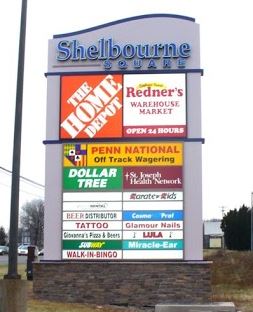 Shelbourne
SQUARE
THE
HOME
DEPOT
Redner's
WAREHOUSE
MARKET
OPEN 24 HOURS
PENN NATIONAL
Off Track Wagering
DOLLAR
TREE
St. Joseph
Health Network
Karate Kids
BEER DISTRIBUTOR
Cosmo Prof
TATTOO
Glamour Nails
Giovanna's Pizza & Beers
LULA
SUBWAY
Miracle-Ear
WALK-IN-BINGO